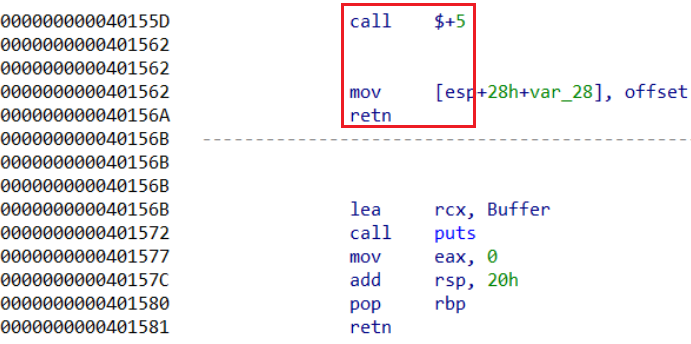 000000000040155D call $+5
0000000000401562
0000000000401562
0000000000401562 mov [esp+28h+var_28], offset
000000000040156A retn
000000000040156B ---------------------------------------------
000000000040156B
000000000040156B
000000000040156B lea rcx, Buffer
0000000000401572 call puts
0000000000401577 mov eax, 0
000000000040157C add rsp, 20h
0000000000401580 pop rbp
0000000000401581 retn